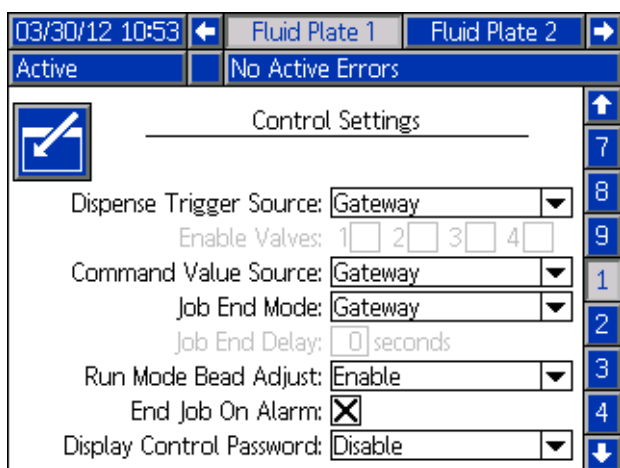 03/30/12 10:53 Fluid Plate 1 Fluid Plate 2
Active No Active Errors
Control Settings
7
Dispense Trigger Source: Gateway
8
Enable Valves: 1 2 3 4
9
Command Value Source: Gateway
1
Job End Mode: Gateway
2
Job End Delay: 0 seconds
Run Mode Bead Adjust: Enable
3
End Job On Alarm:
4
Display Control Password: Disable